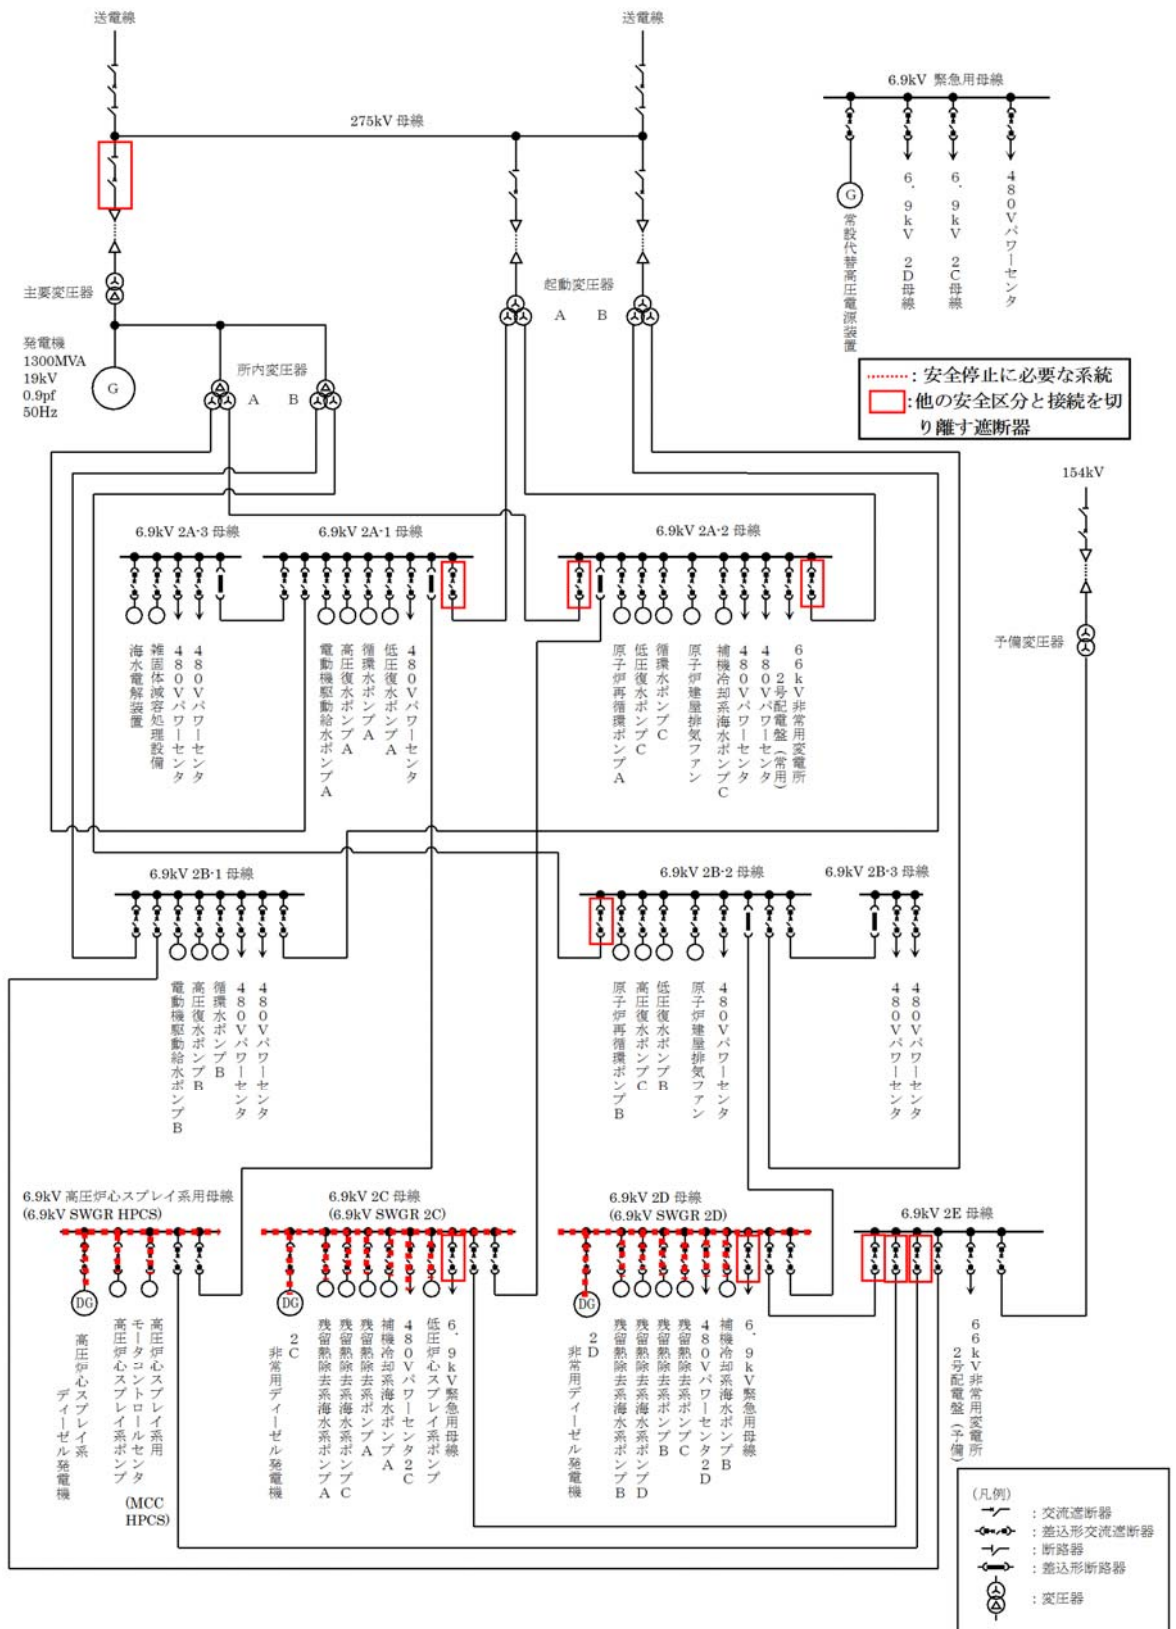 送電線
送電線
6.9kV 緊急用母線
275kV 母線
G
常設代替高圧電源装置
6.9kV 2D母線
6.9kV 2C母線
480Vパワーセンタ
主要変圧器
起動変圧器
A B
発電機
1300MVA
19kV
0.9pf
50Hz
G
所内変圧器
A B
:安全停止に必要な系統
:他の安全区分と接続を切
り離す遮断器
154kV
予備変圧器
6.9kV 2A-3 母線
海水電解装置
雑固体減容処理設備
480Vパワーセンタ
480Vパワーセンタ
6.9kV 2A-1 母線
電動機駆動給水ポンプA
高圧復水ポンプA
循環水ポンプA
低圧復水ポンプA
480Vパワーセンタ
6.9kV 2A-2 母線
原子炉再循環ポンプA
低圧復水ポンプC
循環水ポンプC
原子炉建屋排気ファン
補機冷却系海水ポンプC
480Vパワーセンタ
480Vパワーセンタ
66kV非常用変電所
2号配電盤(常用)
6.9kV 2B-1 母線
電動機駆動給水ポンプB
高圧復水ポンプB
循環水ポンプB
480Vパワーセンタ
480Vパワーセンタ
6.9kV 2B-2 母線
原子炉再循環ポンプB
高圧復水ポンプC
低圧復水ポンプB
原子炉建屋排気ファン
480Vパワーセンタ
6.9kV 2B-3 母線
480Vパワーセンタ
480Vパワーセンタ
6.9kV 高圧炉心スプレイ系用母線
(6.9kV SWGR HPCS)
DG
高圧炉心スプレイ系
ディーゼル発電機
高圧炉心スプレイ系ポンプ
高圧炉心スプレイ系用
モータコントロールセンタ
(MCC
HPCS)
6.9kV 2C 母線
(6.9kV SWGR 2C)
DG
2C
非常用ディーゼル発電機
残留熱除去系海水系ポンプA
残留熱除去系海水系ポンプC
残留熱除去系ポンプA
補機冷却系海水ポンプA
480Vパワーセンタ2C
低圧炉心スプレイ系ポンプ
6.9kV緊急用母線
6.9kV 2D 母線
(6.9kV SWGR 2D)
DG
2D
非常用ディーゼル発電機
残留熱除去系海水系ポンプB
残留熱除去系海水系ポンプD
残留熱除去系ポンプB
残留熱除去系ポンプC
480Vパワーセンタ2D
補機冷却系海水ポンプB
6.9kV緊急用母線
6.9kV 2E 母線
66kV非常用変電所
2号配電盤(予備)
(凡例)
:交流遮断器
:差込形交流遮断器
:断路器
:差込形断路器
:変圧器